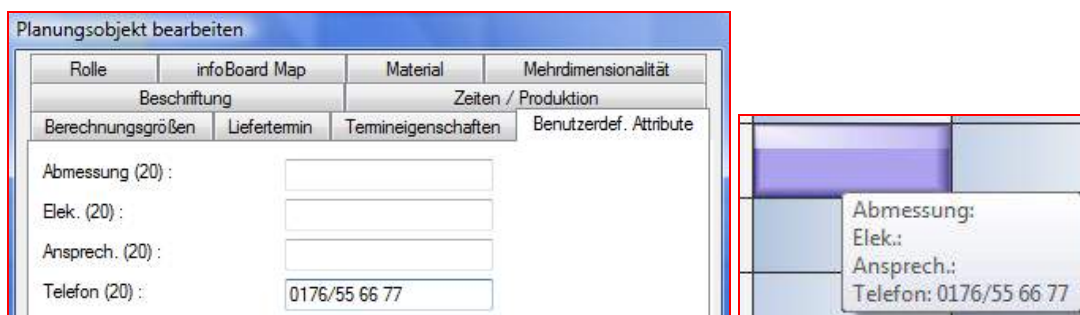 Planungsobjekt bearbeiten
Rolle infoBoard Map Material Mehrdimensionalität
Beschriftung Zeiten / Produktion
Berechnungsgrößen Liefertermin Termineigenschaften Benutzerdef. Attribute
Abmessung (20) :
Elek. (20) :
Ansprech. (20) :
Telefon (20) : 0176/55 66 77
Abmessung:
Elek.:
Ansprech.:
Telefon: 0176/55 66 77